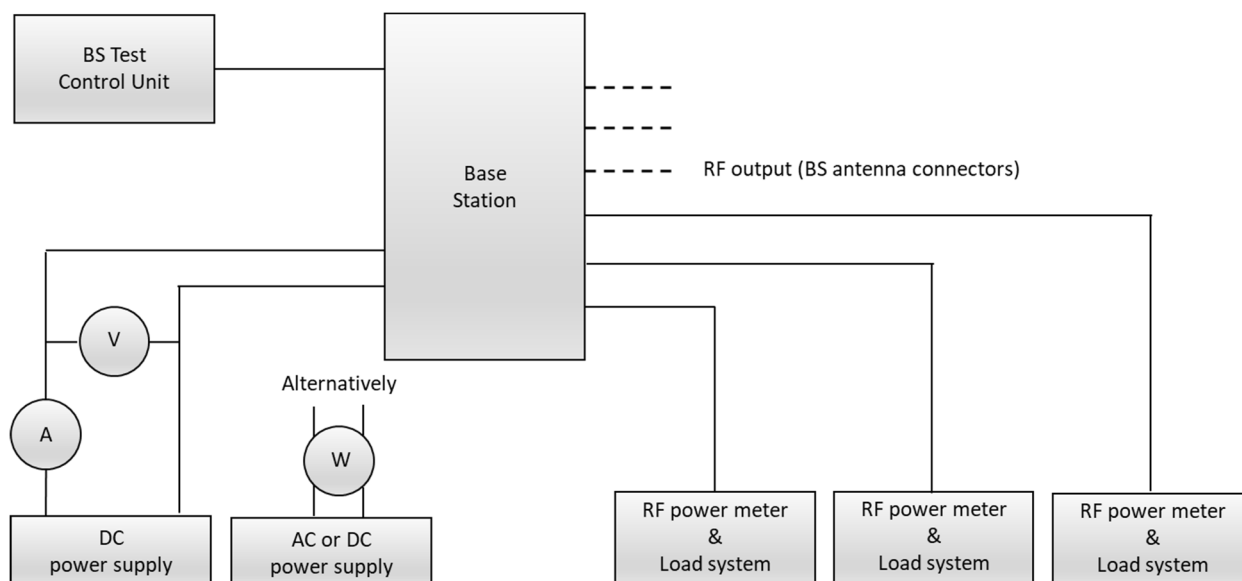 BS Test
Control Unit
Base
Station
RF output (BS antenna connectors)
V
Alternatively
A
W
DC
power supply
AC or DC
power supply
RF power meter
&
Load system
RF power meter
&
Load system
RF power meter
&
Load system